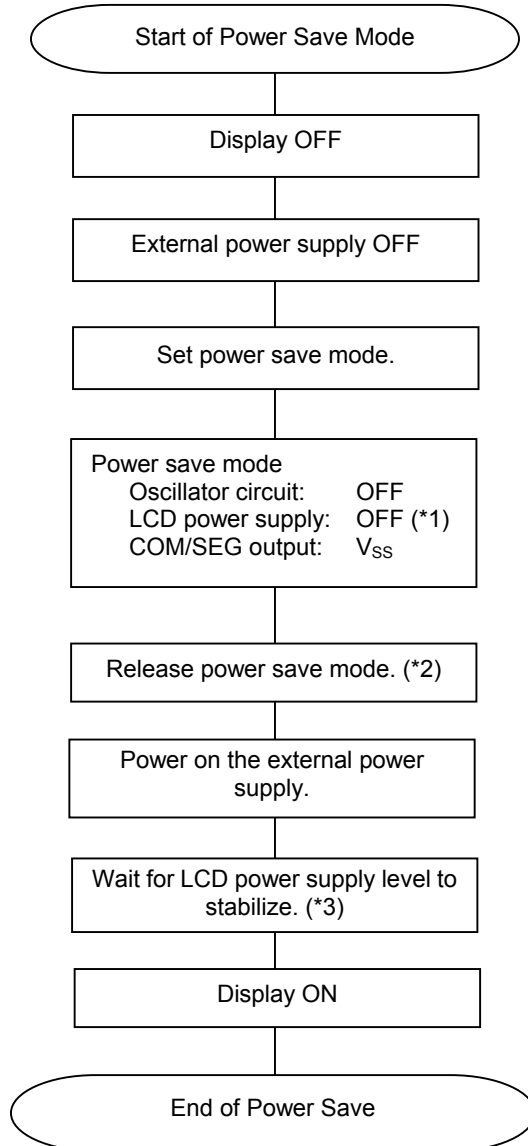 Start of Power Save Mode
Display OFF
External power supply OFF
Set power save mode.
Power save mode
Oscillator circuit: OFF
LCD power supply: OFF (*1)
COM/SEG output: VSS
Release power save mode. (*2)
Power on the external power
supply.
Wait for LCD power supply level to
stabilize. (*3)
Display ON
End of Power Save